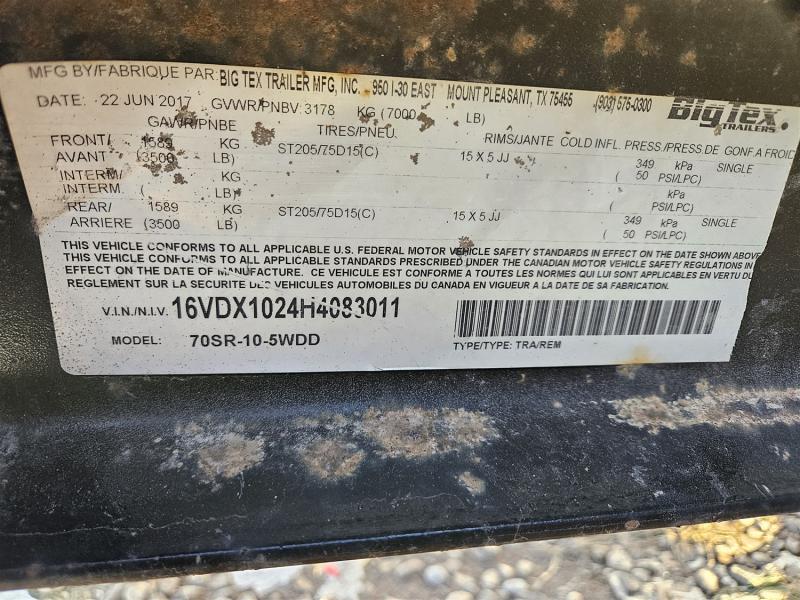 MFG BY/FABRIQUE PAR: BIG TEX TRAILER MFG, INC. 950 I-30 EAST MOUNT PLEASANT, TX 75455 (903) 575-0300
DATE: 22 JUN 2017 GVWR/PNBV 3178 KG (7000 LB) BigTex
TRAILERS
GAWR/PNBE TIRES/PNEU. RIMS/JANTE COLD INFL. PRESS/PRESS DE GONF.A FROID
FRONT/ 1589 KG ST205/75D15(C) 15 X 5 JJ 349 kPa SINGLE
AVANT (3500 LB) ( 50 PSI/LPC)
INTERM/ KG kPa
INTERM. ( LB) ( PSI/LPC)
REAR/ 1589 KG ST205/75D15(C) 15 X 5 JJ 349 kPa SINGLE
ARRIERE (3500 LB) ( 50 PSI/LPC)
THIS VEHICLE CONFORMS TO ALL APPLICABLE U.S. FEDERAL MOTOR VEHICLE SAFETY STANDARDS IN EFFECT ON THE DATE SHOWN ABOVE
THIS VEHICLE CONFORMS TO ALL APPLICABLE STANDARDS PRESCRIBED UNDER THE CANADIAN MOTOR VEHICLE SAFETY REGULATIONS IN
EFFECT ON THE DATE OF MANUFACTURE. CE VEHICULE EST CONFORME A TOUTES LES NORMES QUI LUI SONT APPLICABLES EN VERTU DU
REGLEMENT SUR LA SECURITE DES VEHICULES AUTOMOBILES DU CANADA EN VIGUEUR A LA DATE DE SA FABRICATION.
V.I.N./N.I.V. 16VDX1024H4083011
MODEL: 70SR-10-5WDD TYPE/TYPE: TRA/REM